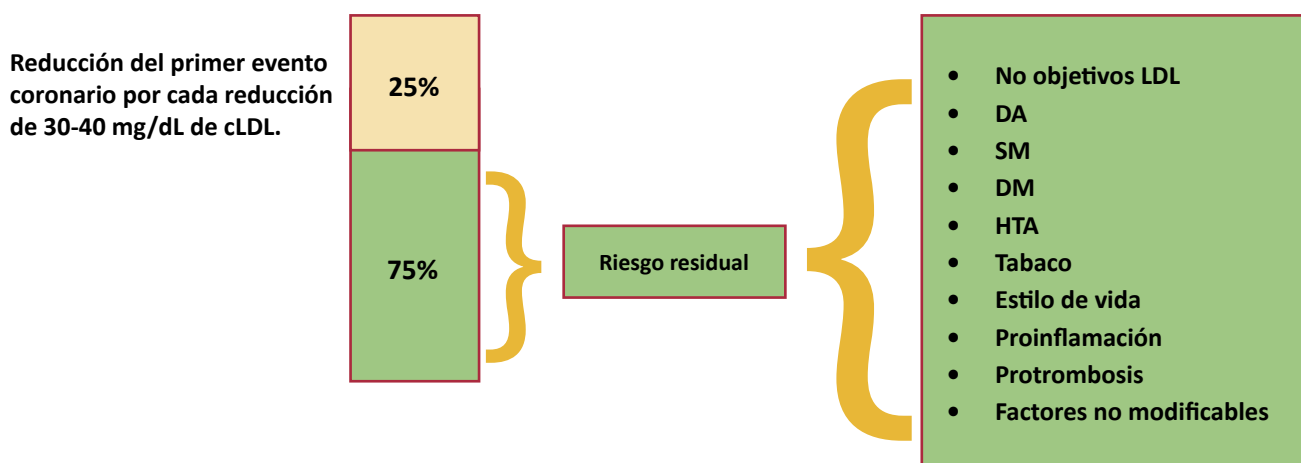 Reducción del primer evento
coronario por cada reducción
de 30-40 mg/dL de cLDL.
25%
75%
Riesgo residual
• No objetivos LDL
• DA
• SM
• DM
• HTA
• Tabaco
• Estilo de vida
• Proinflamación
• Protrombosis
• Factores no modificables